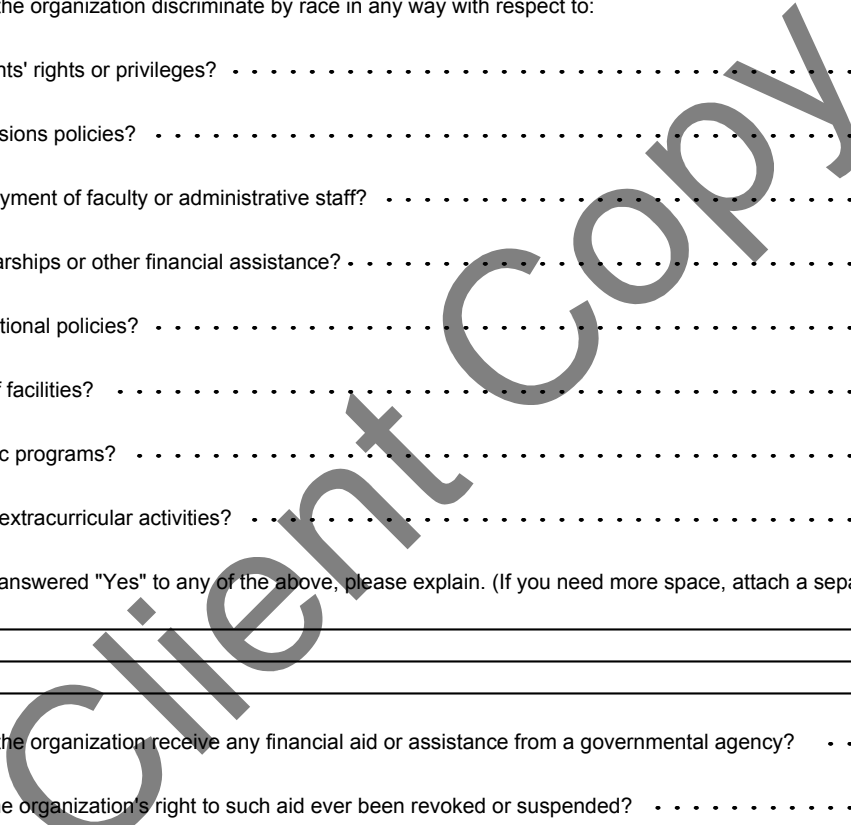 the organization discriminate by race in any way with respect to:
nts' rights or privileges?
sions policies?
yment of faculty or administrative staff?
arships or other financial assistance?
tional policies?
f facilities?
c programs?
extracurricular activities?
answered "Yes" to any of the above, please explain. (If you need more space, attach a sepa
the organization receive any financial aid or assistance from a governmental agency?
e organization's right to such aid ever been revoked or suspended?
Client Copy